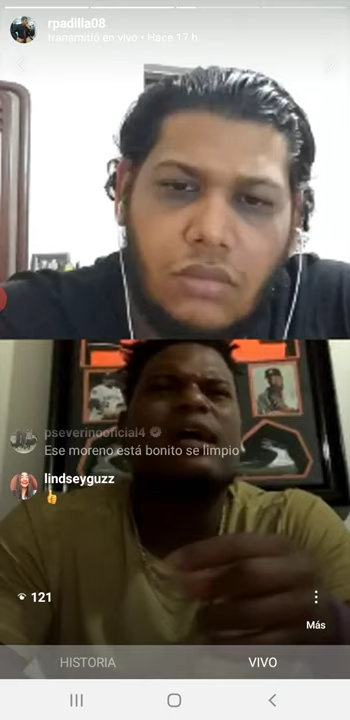 rpadilla08
transmitió en vivo • Hace 17 h
pseverinooficial4
Ese moreno está bonito se limpio
lindseyguzz
121
Más
HISTORIA
VIVO